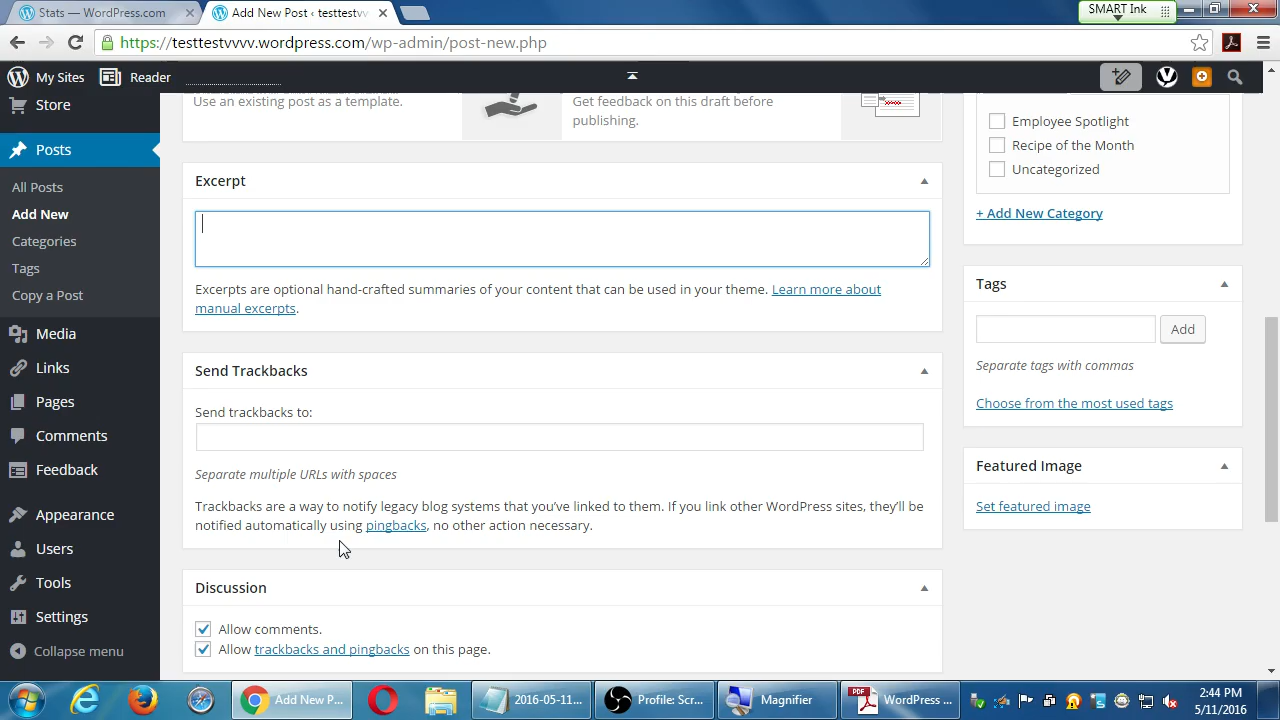 Stats — WordPress.com
Add New Post ‹ testtestvv
SMART Ink
https://testtestvvvv.wordpress.com/wp-admin/post-new.php
My Sites
Reader
Store
Posts
All Posts
Add New
Categories
Tags
Copy a Post
Media
Links
Pages
Comments
Feedback
Appearance
Users
Tools
Settings
Collapse menu
Use an existing post as a template.
Get feedback on this draft before
publishing.
Excerpt
Excerpts are optional hand-crafted summaries of your content that can be used in your theme. Learn more about
manual excerpts.
Send Trackbacks
Send trackbacks to:
Separate multiple URLs with spaces
Trackbacks are a way to notify legacy blog systems that you've linked to them. If you link other WordPress sites, they'll be
notified automatically using pingbacks, no other action necessary.
Discussion
Allow comments.
Allow trackbacks and pingbacks on this page.
Employee Spotlight
Recipe of the Month
Uncategorized
+ Add New Category
Tags
Add
Separate tags with commas
Choose from the most used tags
Featured Image
Set featured image
Add New P...
2016-05-11...
Profile: Scr...
Magnifier
PDF
WordPress ...
2:44 PM
5/11/2016